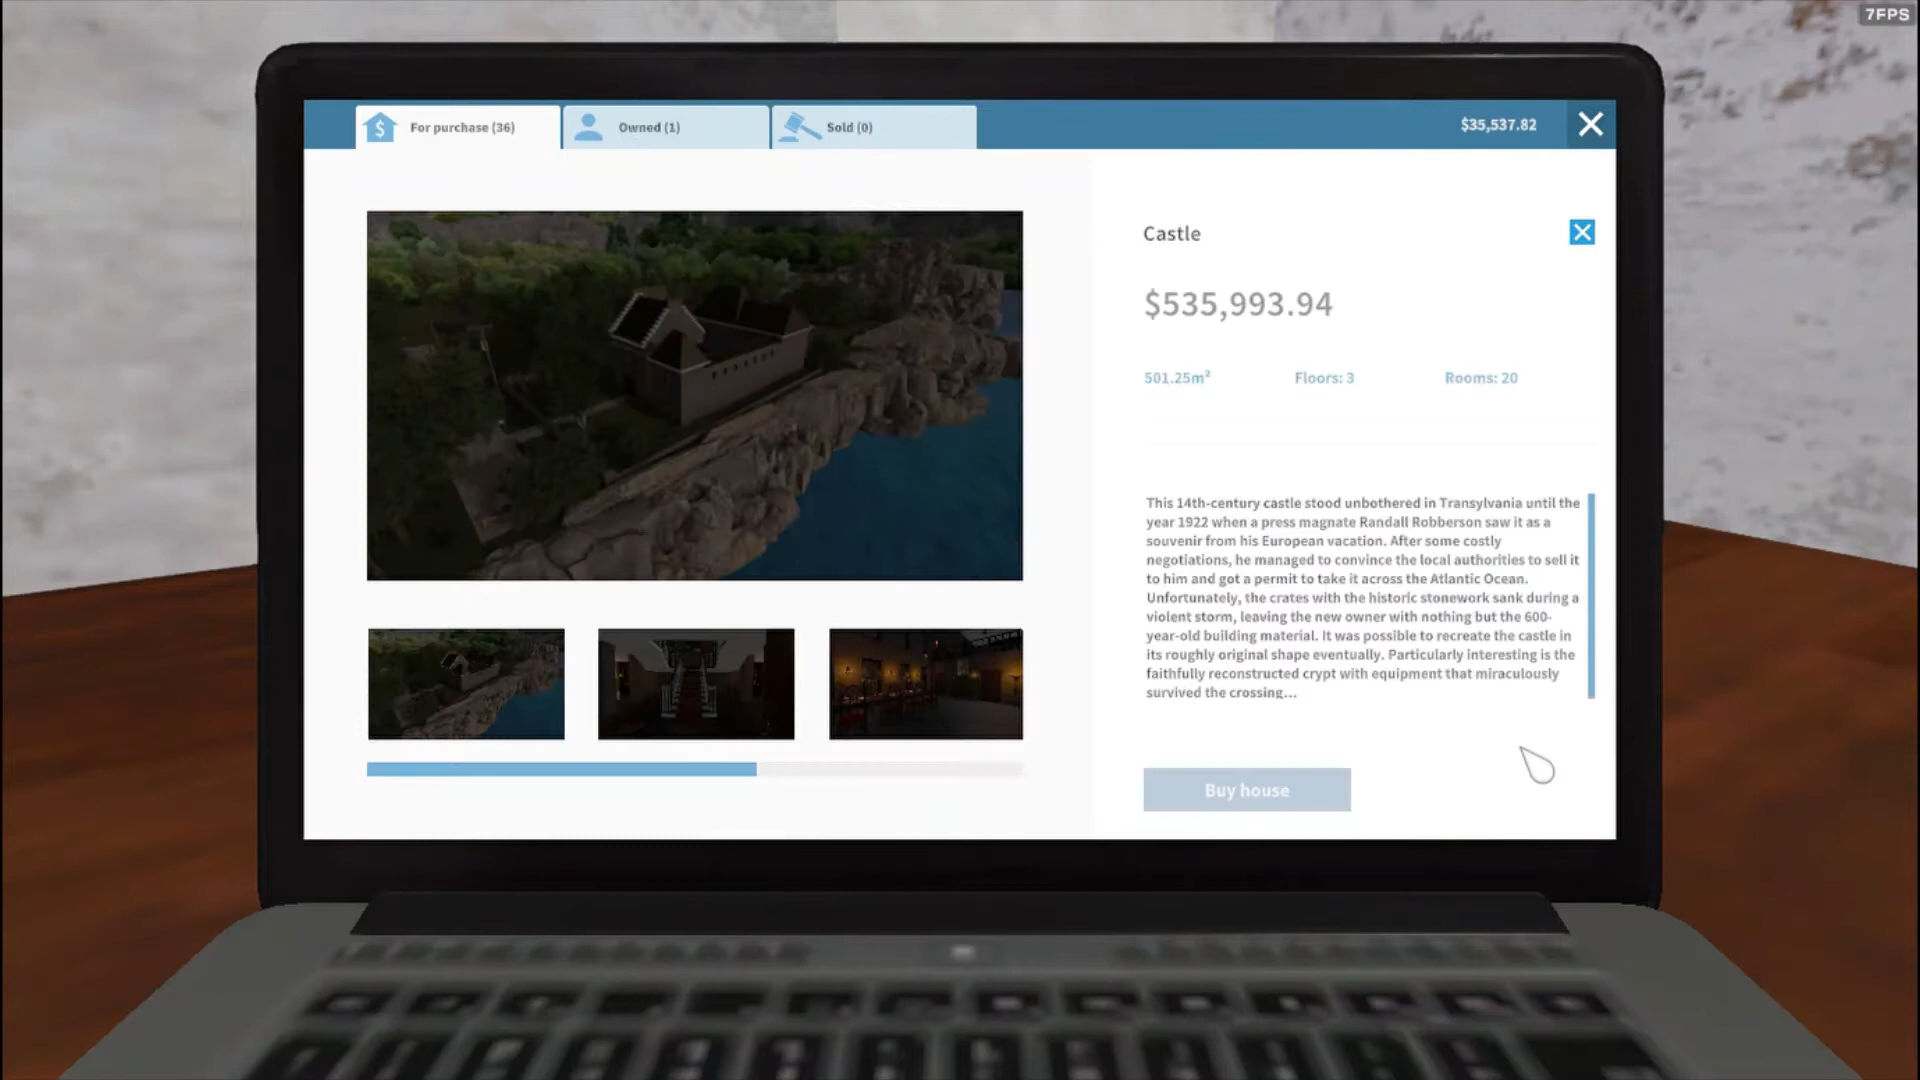 7FPS
For purchase (36)
Owned (1)
Sold (0)
$35,537.82
Castle
$535,993.94
501.25m²
Floors: 3
Rooms: 20
This 14th-century castle stood unbothered in Transylvania until the
year 1922 when a press magnate Randall Robberson saw it as a
souvenir from his European vacation. After some costly
negotiations, he managed to convince the local authorities to sell it
to him and got a permit to take it across the Atlantic Ocean.
Unfortunately, the crates with the historic stonework sank during a
violent storm, leaving the new owner with nothing but the 600-
year-old building material. It was possible to recreate the castle in
its roughly original shape eventually. Particularly interesting is the
faithfully reconstructed crypt with equipment that miraculously
survived the crossing...
Buy house